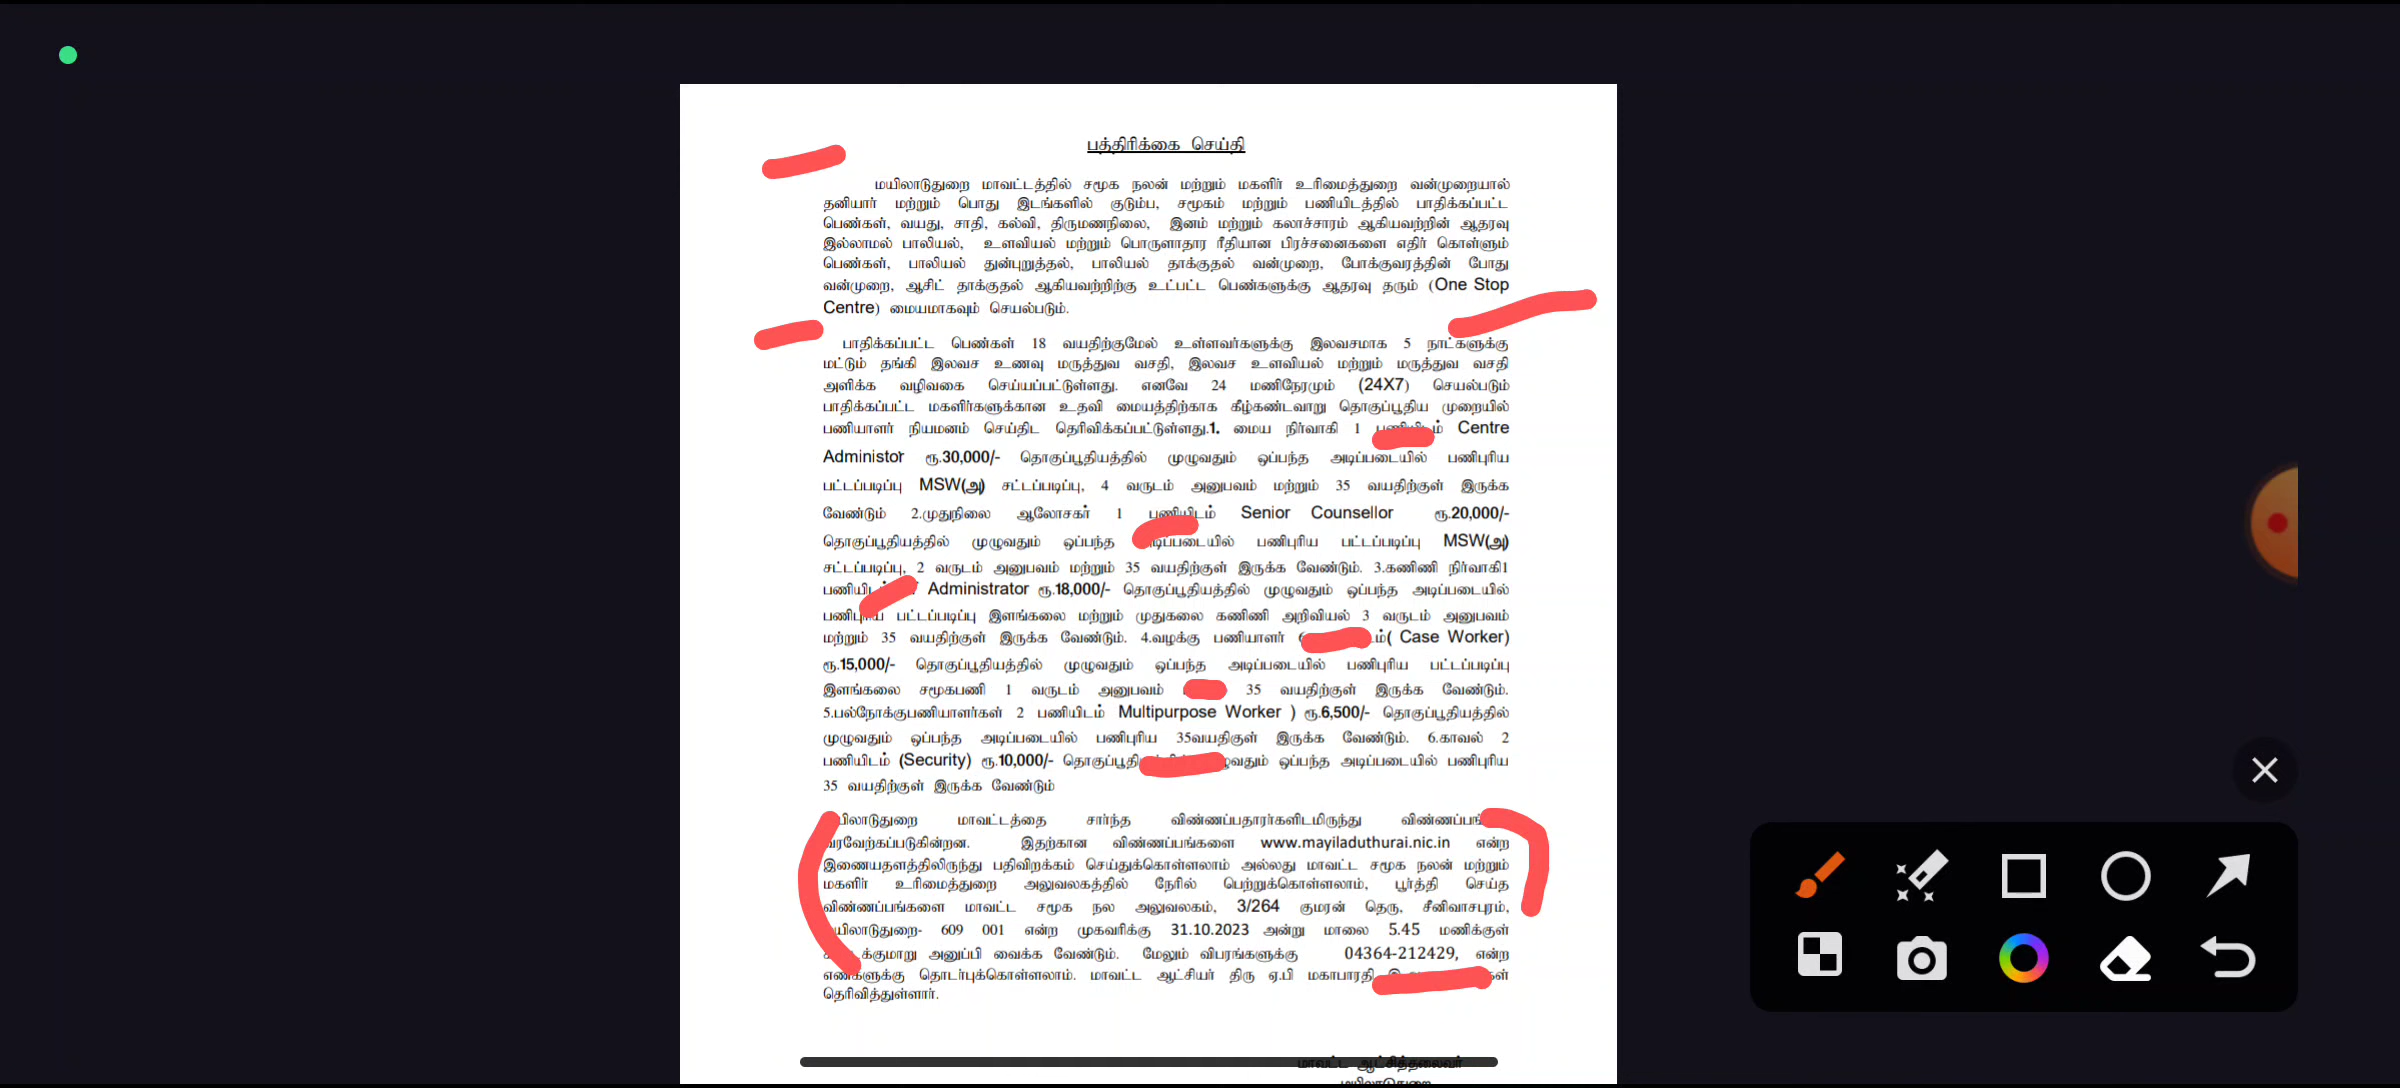 பத்திரிக்கை செய்தி
மயிலாடுதுறை மாவட்டத்தில் சமூக நலன் மற்றும் மகளிர் உரிமைத்துறை வன்முறையால்
தனியார் மற்றும் பொது இடங்களில் குடும்ப, சமூகம் மற்றும் பணியிடத்தில் பாதிக்கப்பட்ட
பெண்கள், வயது, சாதி, கல்வி, திருமணநிலை, இனம் மற்றும் கலாச்சாரம் ஆகியவற்றின் ஆதரவு
இல்லாமல் பாலியல், உளவியல் மற்றும் பொருளாதார ரீதியான பிரச்சனைகளை எதிர் கொள்ளும்
பெண்கள், பாலியல் துன்புறுத்தல், பாலியல் தாக்குதல் வன்முறை, போக்குவரத்தின் போது
வன்முறை, ஆசிட் தாக்குதல் ஆகியவற்றிற்கு உட்பட்ட பெண்களுக்கு ஆதரவு தரும் (One Stop
Centre) மையமாகவும் செயல்படும்.
பாதிக்கப்பட்ட பெண்கள் 18 வயதிற்குமேல் உள்ளவர்களுக்கு இலவசமாக 5 நாட்களுக்கு
மட்டும் தங்கி இலவச உணவு மருத்துவ வசதி, இலவச உளவியல் மற்றும் மருத்துவ வசதி
அளிக்க வழிவகை செய்யப்பட்டுள்ளது. எனவே 24 மணிநேரமும் (24X7) செயல்படும்
பாதிக்கப்பட்ட மகளிர்களுக்கான உதவி மையத்திற்காக கீழ்கண்டவாறு தொகுப்பூதிய முறையில்
பணியாளர் நியமனம் செய்திட தெரிவிக்கப்பட்டுள்ளது.1. மைய நிர்வாகி 1 Centre
Administor ரூ.30,000/- தொகுப்பூதியத்தில் முழுவதும் ஒப்பந்த அடிப்படையில் பணிபுரிய
பட்டப்படிப்பு MSW(அ) சட்டப்படிப்பு, 4 வருடம் அனுபவம் மற்றும் 35 வயதிற்குள் இருக்க
வேண்டும் 2.முதுநிலை ஆலோசகர் 1 பணியிடம் Senior Counsellor ரூ.20,000/-
தொகுப்பூதியத்தில் முழுவதும் ஒப்பந்த அடிப்படையில் பணிபுரிய பட்டப்படிப்பு MSW(அ)
சட்டப்படிப்பு, 2 வருடம் அனுபவம் மற்றும் 35 வயதிற்குள் இருக்க வேண்டும். 3.கணிணி நிர்வாகி1
Administrator ரூ.18,000/- தொகுப்பூதியத்தில் முழுவதும் ஒப்பந்த அடிப்படையில்
பணிபுரிய பட்டப்படிப்பு இளங்கலை மற்றும் முதுகலை கணிணி அறிவியல் 3 வருடம் அனுபவம்
மற்றும் 35 வயதிற்குள் இருக்க வேண்டும். 4.வழக்கு பணியாளர் ( Case Worker)
ரூ.15,000/- தொகுப்பூதியத்தில் முழுவதும் ஒப்பந்த அடிப்படையில் பணிபுரிய பட்டப்படிப்பு
இளங்கலை சமூகபணி 1 வருடம் அனுபவம் 35 வயதிற்குள் இருக்க வேண்டும்.
5.பல்நோக்குபணியாளர்கள் 2 பணியிடம் Multipurpose Worker ) ரூ.6,500/- தொகுப்பூதியத்தில்
முழுவதும் ஒப்பந்த அடிப்படையில் பணிபுரிய 35வயதிகுள் இருக்க வேண்டும். 6.காவல் 2
பணியிடம் (Security) ரூ.10,000/- ஒப்பந்த அடிப்படையில் பணிபுரிய
35 வயதிற்குள் இருக்க வேண்டும்
மயிலாடுதுறை மாவட்டத்தை சார்ந்த விண்ணப்பதாரர்களிடமிருந்து
வரவேற்கப்படுகின்றன. இதற்கான விண்ணப்பங்களை www.mayiladuthurai.nic.in என்ற
இணையதளத்திலிருந்து பதிவிறக்கம் செய்துக்கொள்ளலாம் அல்லது மாவட்ட சமூக நலன் மற்றும்
மகளிர் உரிமைத்துறை அலுவலகத்தில் நேரில் பெற்றுக்கொள்ளலாம், பூர்த்தி செய்த
விண்ணப்பங்களை மாவட்ட சமூக நல அலுவலகம், 3/264 குமரன் தெரு, சீனிவாசபுரம்,
மயிலாடுதுறை- 609 001 என்ற முகவரிக்கு 31.10.2023 அன்று மாலை 5.45 மணிக்குள்
அனுப்பி வைக்க வேண்டும். மேலும் விபரங்களுக்கு 04364-212429, என்ற
எண்களுக்கு தொடர்புக்கொள்ளலாம். மாவட்ட ஆட்சியர் திரு ஏ.பி மகாபாரதி
தெரிவித்துள்ளார்.
மாவட்ட ஆட்சித்தலைவர்
மயிலாடுதுறை